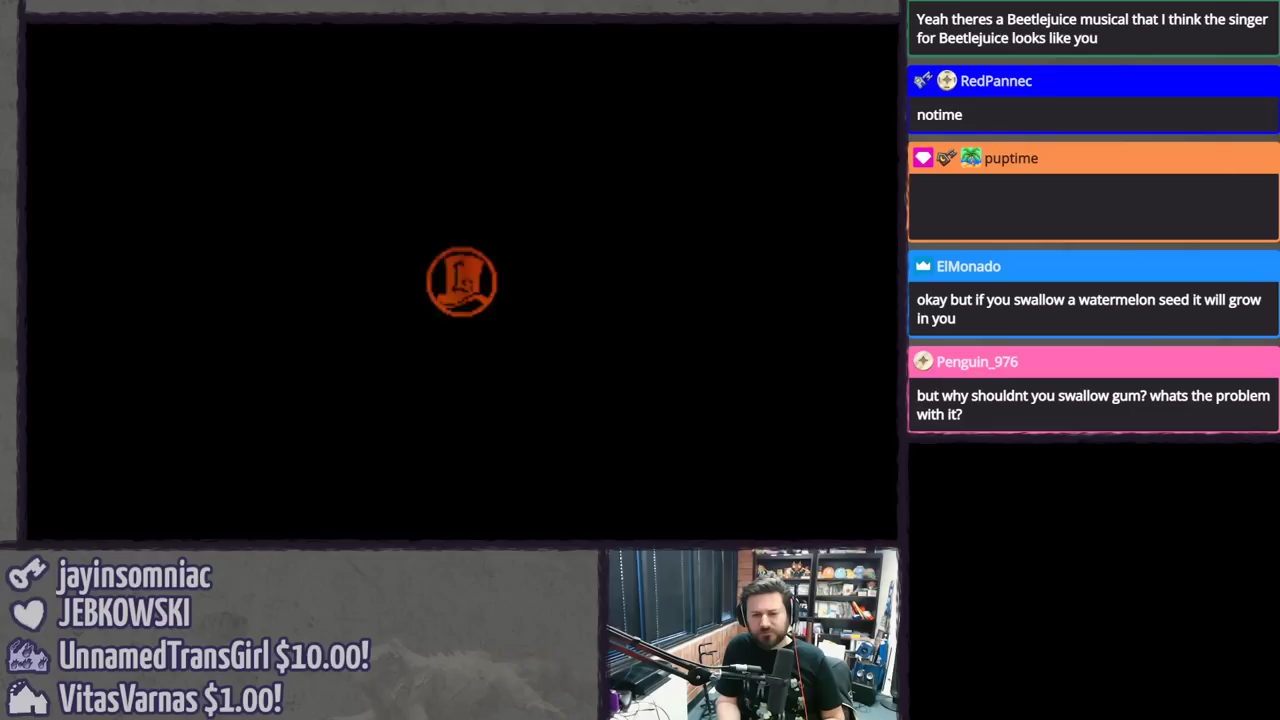 Yeah theres a Beetlejuice musical that I think the singer
for Beetlejuice looks like you
RedPannec
notime
puptime
ElMonado
okay but if you swallow a watermelon seed it will grow
in you
Penguin_976
but why shouldnt you swallow gum? whats the problem
with it?
jayinsomniac
JEBKOWSKI
UnnamedTransGirl $10.00!
VitasVarnas $1.00!